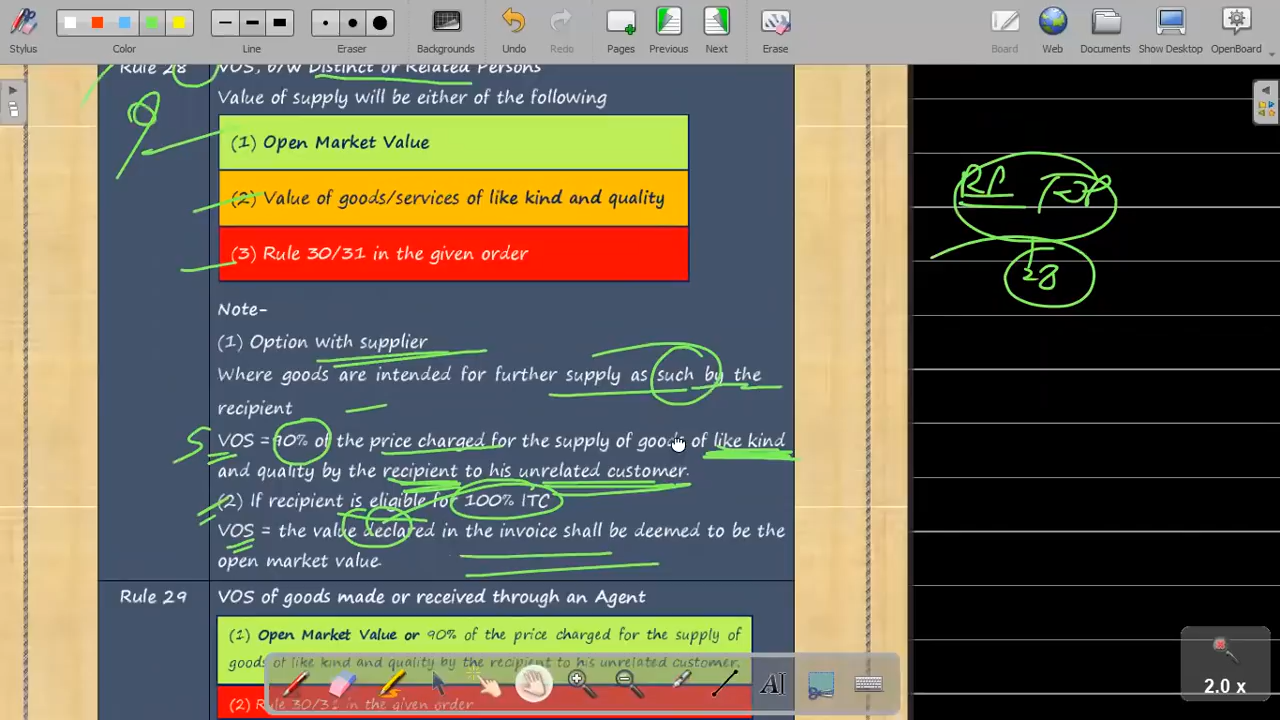 Stylus
Color
Line
Eraser
Backgrounds
Undo
Redo
Pages
Previous
Next
Erase
Board
Web
Documents
Show Desktop
OpenBoard
Rule 28
VOS, b/w Distinct or Related Persons
Value of supply will be either of the following
(1) Open Market Value
(2) Value of goods/services of like kind and quality
(3) Rule 30/31 in the given order
Note-
(1) Option with supplier
Where goods are intended for further supply as such by the
recipient
VOS = 90% of the price charged for the supply of goods of like kind
and quality by the recipient to his unrelated customer.
(2) If recipient is eligible for 100% ITC
VOS = the value declared in the invoice shall be deemed to be the
open market value.
Rule 29
VOS of goods made or received through an Agent
(1) Open Market Value or 90% of the price charged for the supply of
goods of like kind and quality by the recipient to his unrelated customer.
(2) Rule 30/31 in the given order
28
2.0 x